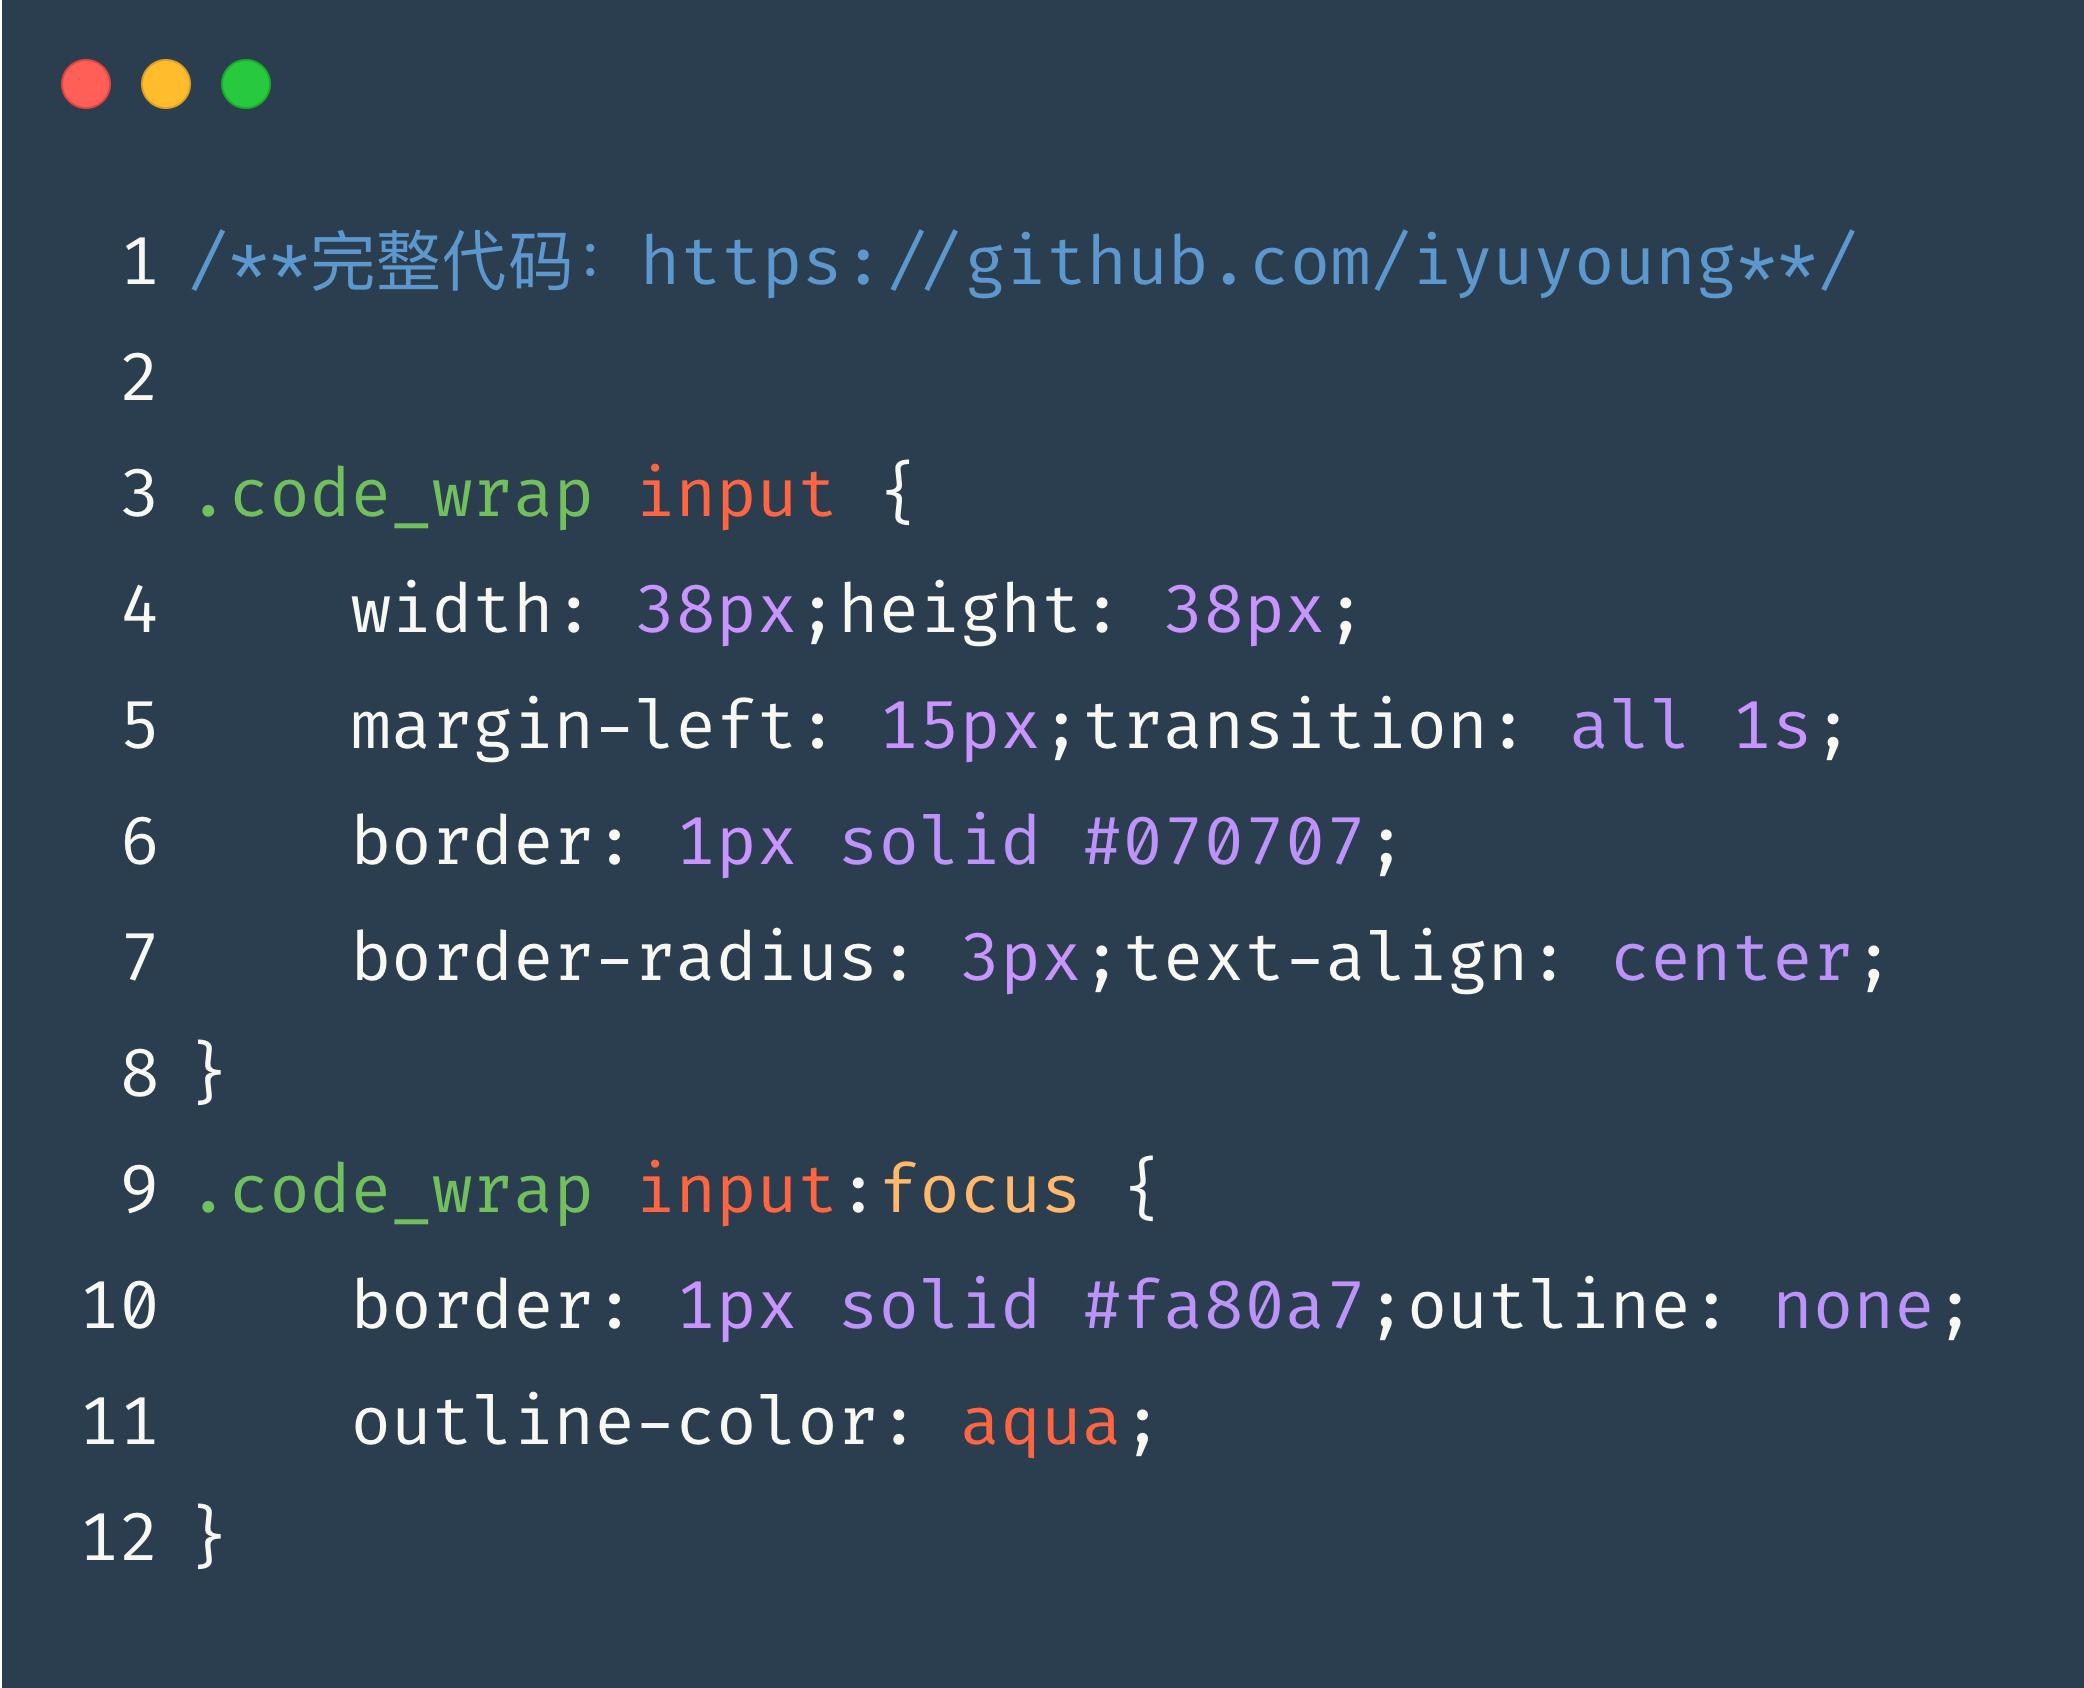 1 /**完整代码：https://github.com/iyuyoung**/
2
3 .code_wrap input {
4     width: 38px;height: 38px;
5     margin-left: 15px;transition: all 1s;
6     border: 1px solid #070707;
7     border-radius: 3px;text-align: center;
8 }
9 .code_wrap input:focus {
10     border: 1px solid #fa80a7;outline: none;
11     outline-color: aqua;
12 }